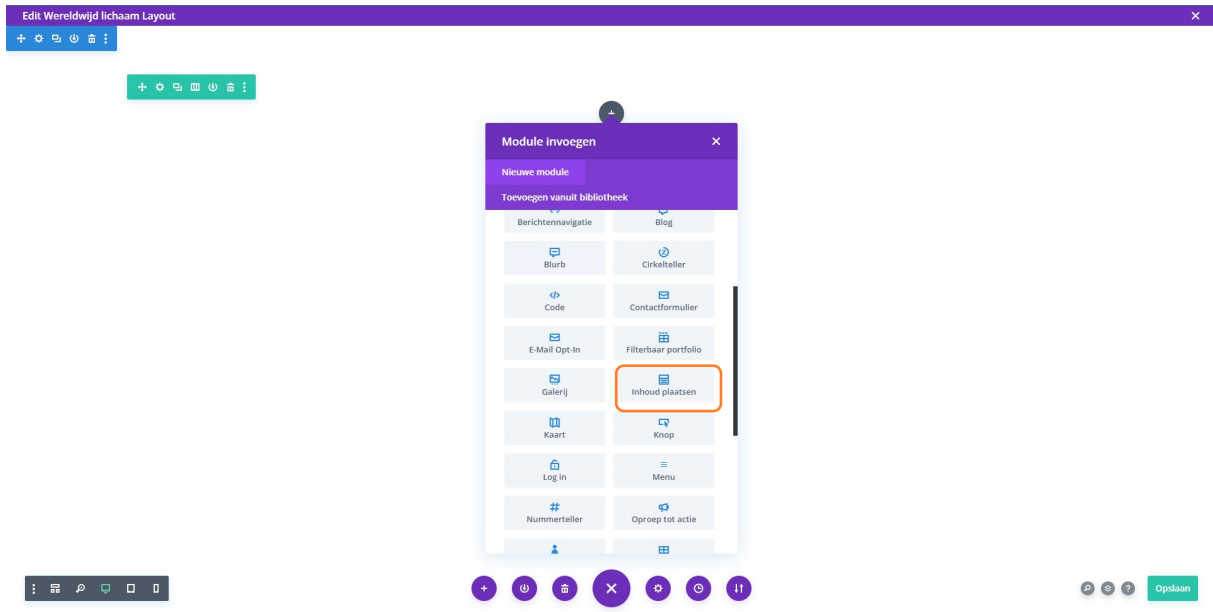 Edit Wereldwijd lichaam Layout
Module invoegen
Nieuwe module
Toevoegen vanuit bibliotheek
Berichtennavigatie
Blog
Blurb
Cirkelteller
Code
Contactformulier
E-Mail Opt-In
Filterbaar portfolio
Galerij
Inhoud plaatsen
Kaart
Knop
Log in
Menu
Nummerteller
Oproep tot actie
Opslaan